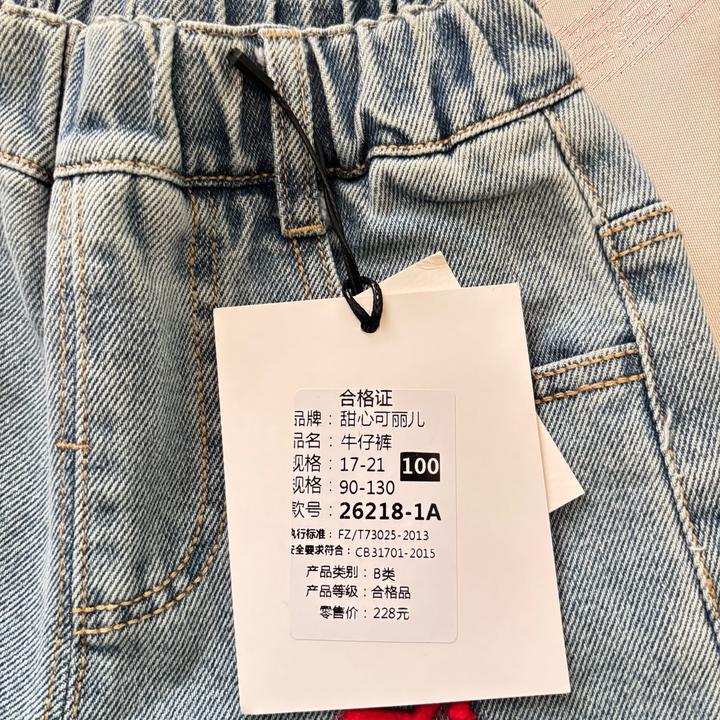 合格证
品牌：甜心可丽儿
品名：牛仔裤
规格：17-21 100
规格：90-130
款号：26218-1A
执行标准：FZ/T73025-2013
安全要求符合：CB31701-2015
产品类别：B类
产品等级：合格品
零售价：228元